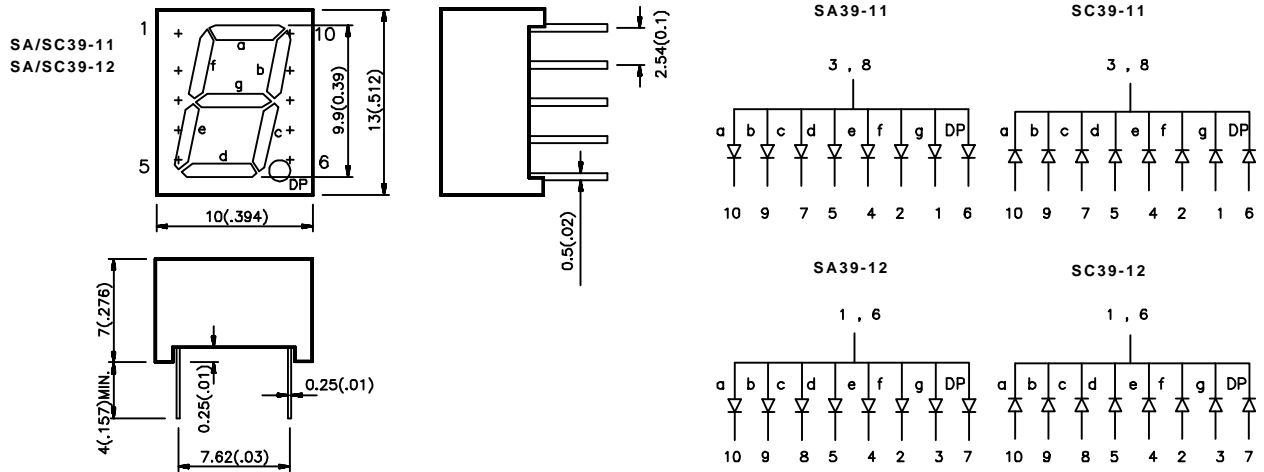 SA/SC39-11
SA/SC39-12
1
10
a
f
b
g
e
c
d
5
6
DP
9.9(0.39)
13(.512)
10(.394)
2.54(0.1)
0.5(.02)
7(.276)
4(.157)MIN.
0.25(.01)
0.25(.01)
7.62(.03)
SA39-11
3 , 8
a b c d e f g DP
10 9 7 5 4 2 1 6
SC39-11
3 , 8
a b c d e f g DP
10 9 7 5 4 2 1 6
SA39-12
1 , 6
a b c d e f g DP
10 9 8 5 4 2 3 7
SC39-12
1 , 6
a b c d e f g DP
10 9 8 5 4 2 3 7